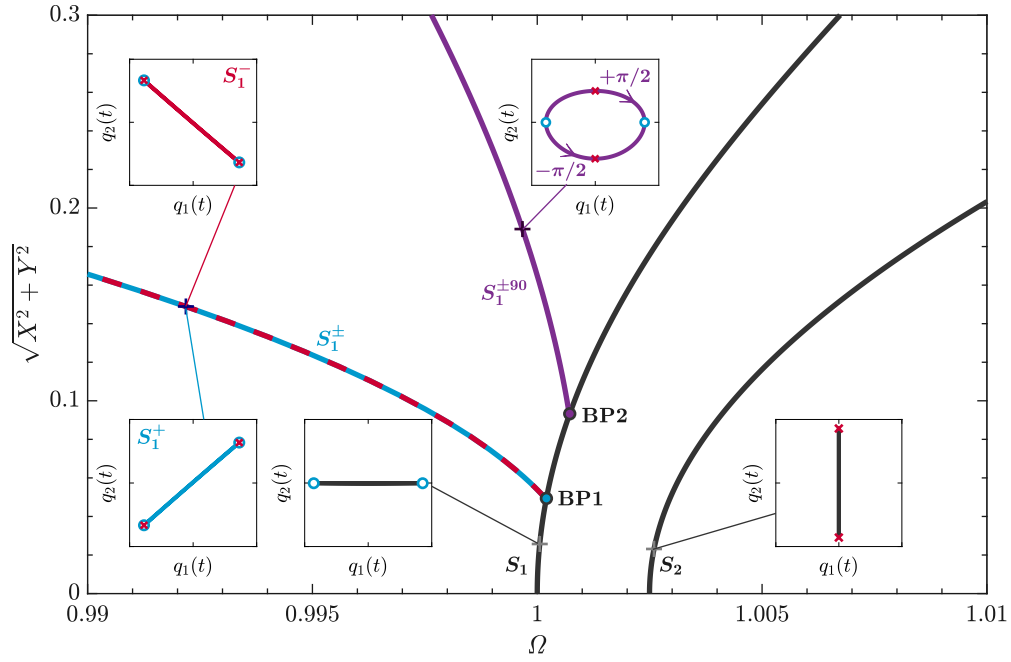 0.3
0.2
0.1
0
√X² + Y²
S₁⁻
q₂(t)
q₁(t)
+π/2
−π/2
q₂(t)
q₁(t)
S₁^{±90}
S₁^±
BP2
BP1
S₁⁺
q₂(t)
q₁(t)
q₂(t)
q₁(t)
S₁
S₂
q₂(t)
q₁(t)
0.99
0.995
1
1.005
1.01
Ω